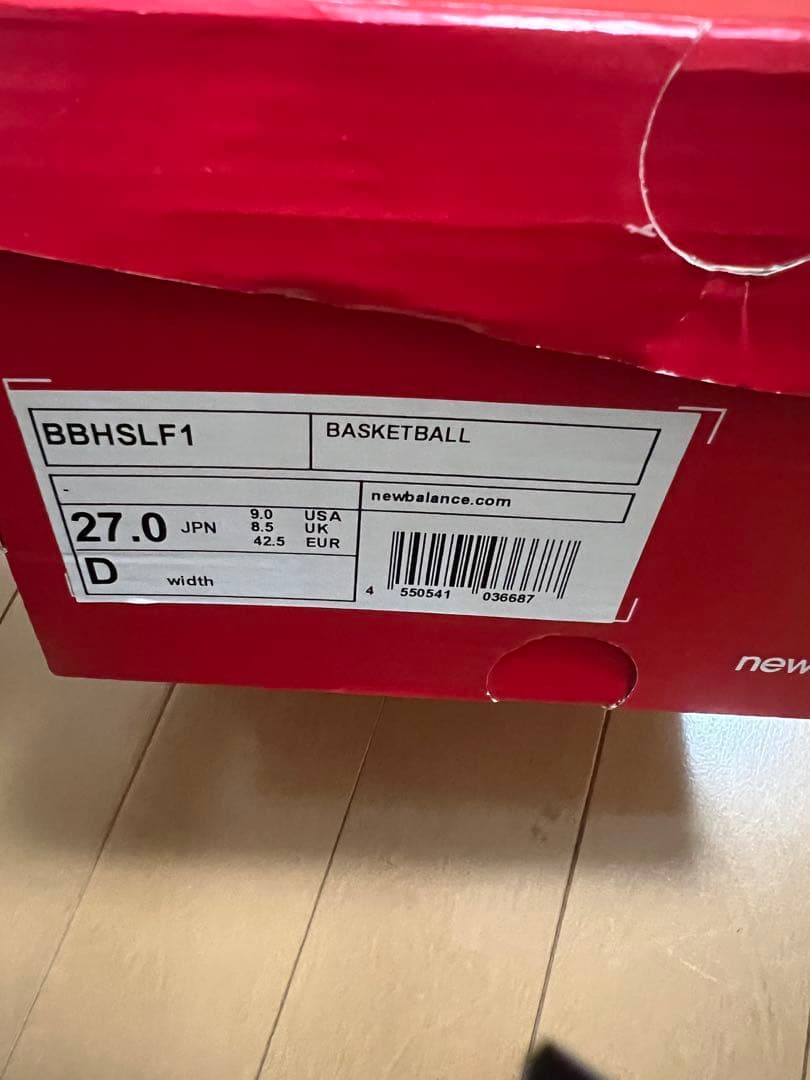 BBHSLF1
BASKETBALL
-
newbalance.com
27.0 JPN
9.0 USA
8.5 UK
42.5 EUR
D width
4 550541 036687
new